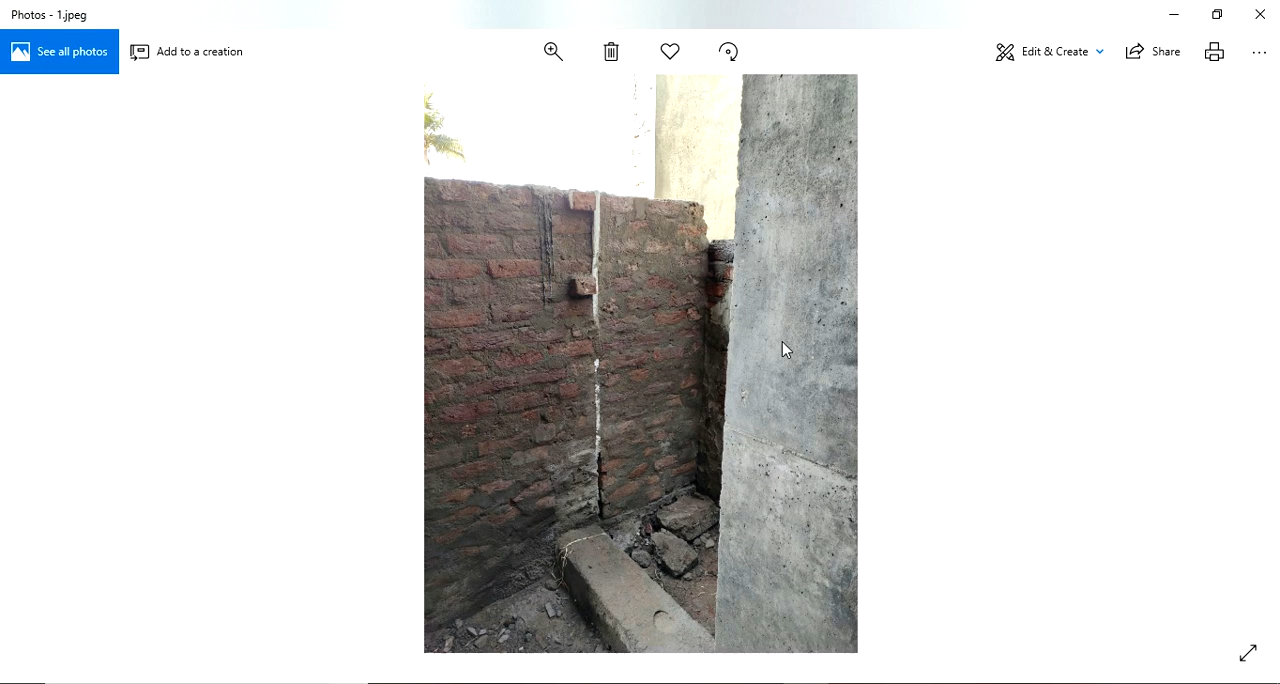 Photos - 1.jpeg
See all photos
Add to a creation
Edit & Create
Share